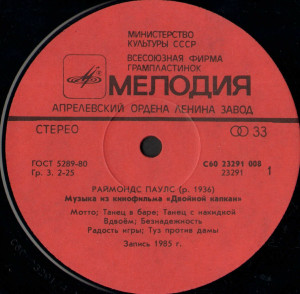 МИНИСТЕРСТВО
КУЛЬТУРЫ СССР
ВСЕСОЮЗНАЯ ФИРМА
ГРАМПЛАСТИНОК
МЕЛОДИЯ
АПРЕЛЕВСКИЙ ОРДЕНА ЛЕНИНА ЗАВОД
СТЕРЕО
33
ГОСТ 5289-80
Гр. 3. 2-25
С60 23291 008
23291
1
РАЙМОНДС ПАУЛС (р. 1936)
Музыка из кинофильма «Двойной капкан»
Мотто; Танец в баре; Танец с накидкой
Вдвоём; Безнадежность
Радость игры; Туз против дамы
Запись 1985 г.